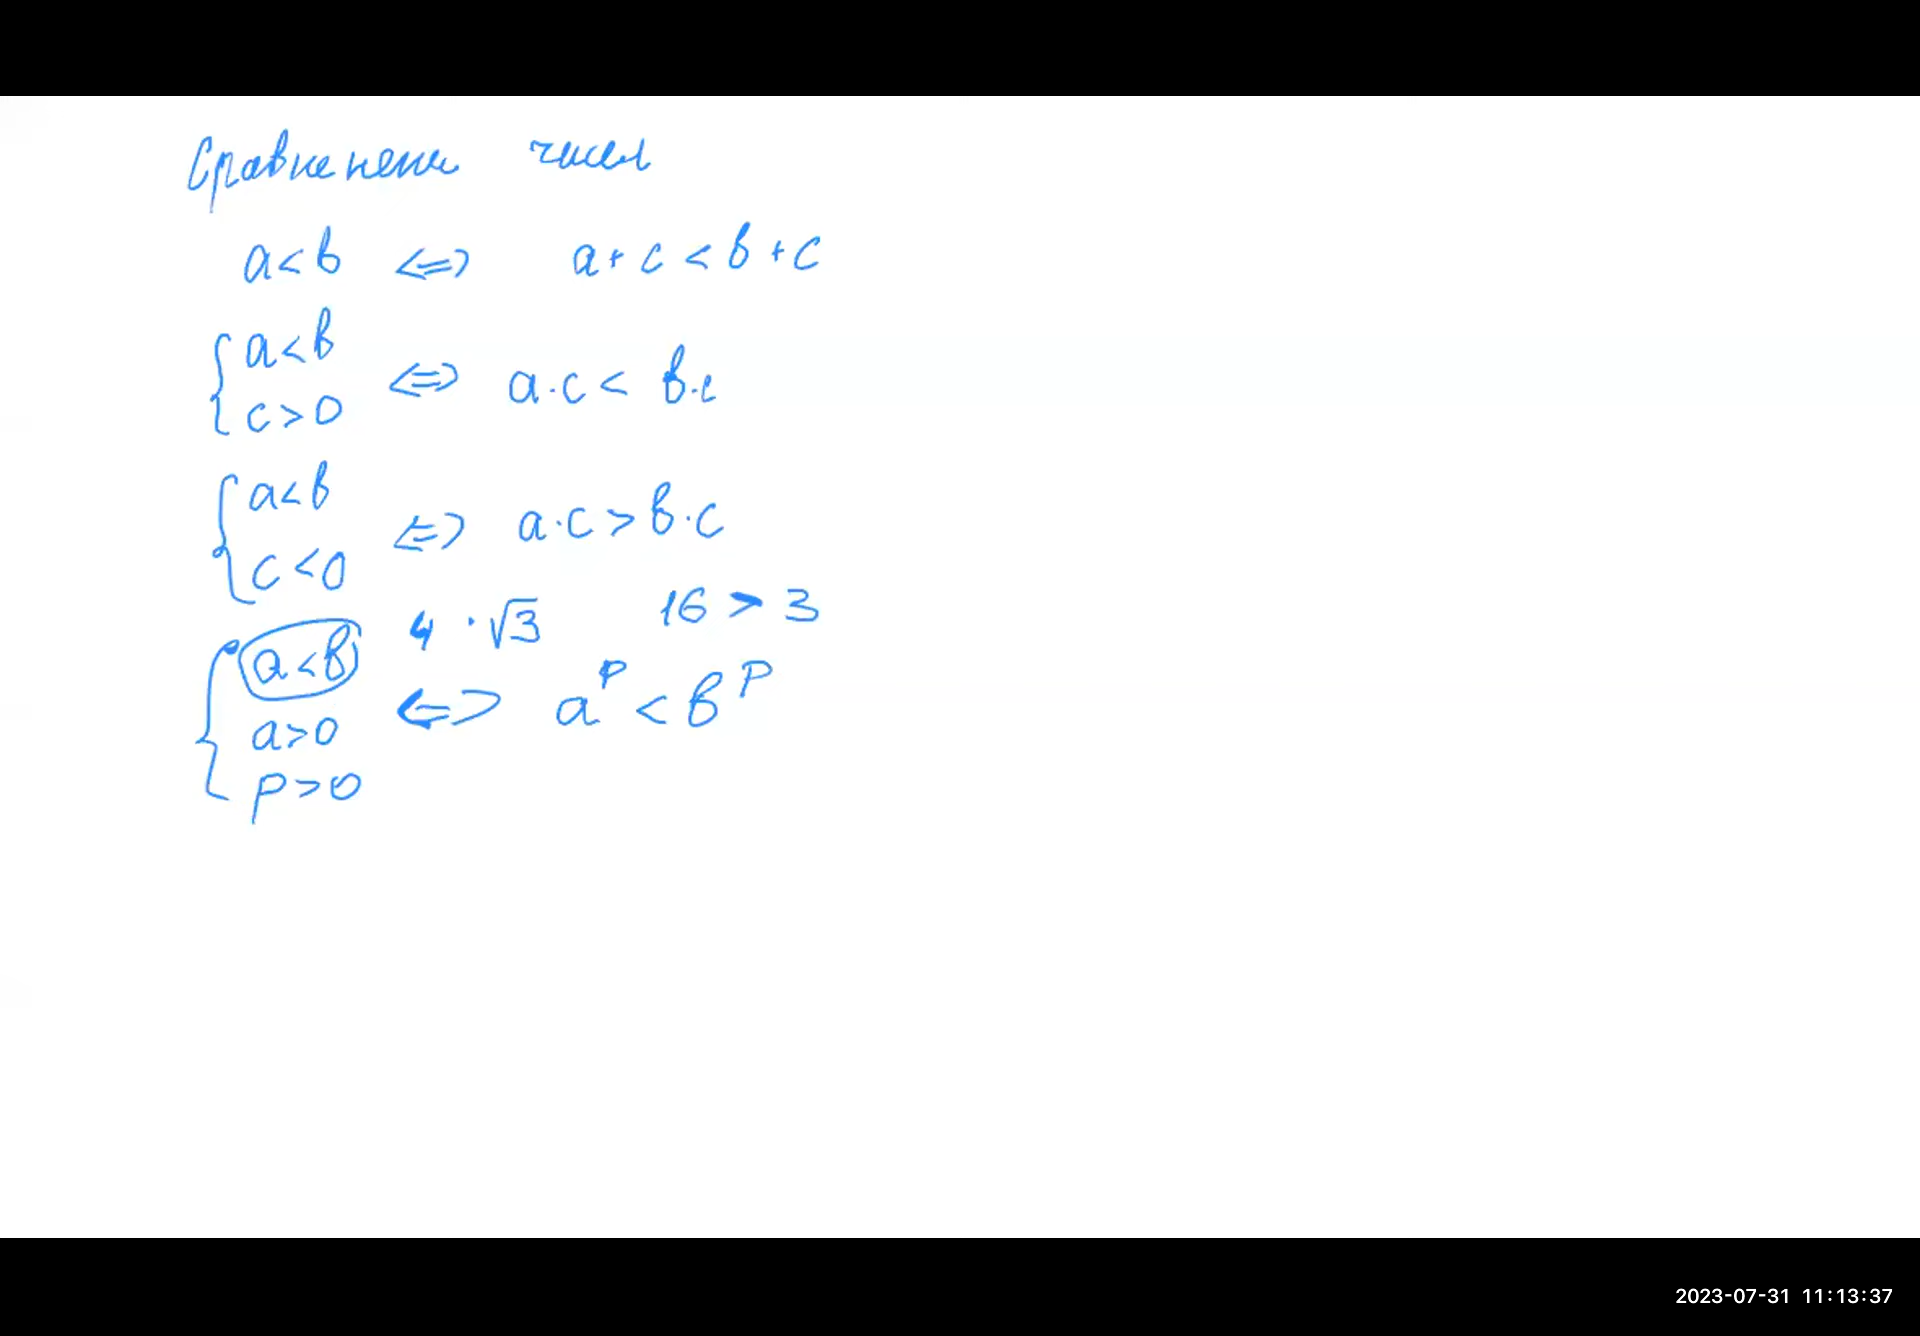 Сравнение чисел
a < b ⇔ a + c < b + c
{ a < b
c > 0 ⇔ a · c < b · c
{ a < b
c < 0 ⇔ a · c > b · c
4 · √3 16 > 3
{ a < b
a > 0 ⇔ a^p < b^p
p > 0
2023-07-31 11:13:37